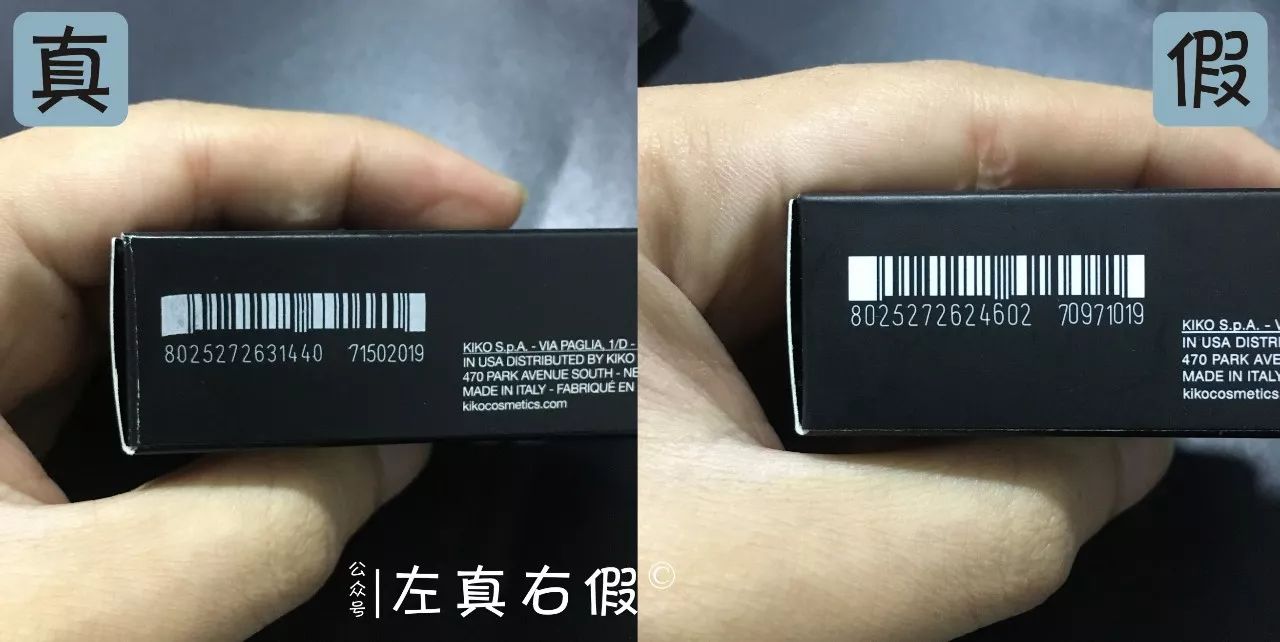 真
8025272631440 71502019
KIKO S.p.A. - VIA PAGLIA, 1/D -
IN USA DISTRIBUTED BY KIKO
470 PARK AVENUE SOUTH - NE
MADE IN ITALY - FABRIQUÉ EN
kikocosmetics.com
公众号
左真右假
©
假
8025272624602 70971019
KIKO S.p.A. - V
IN USA DISTRI
470 PARK AVE
MADE IN ITALY
kikocosmetics